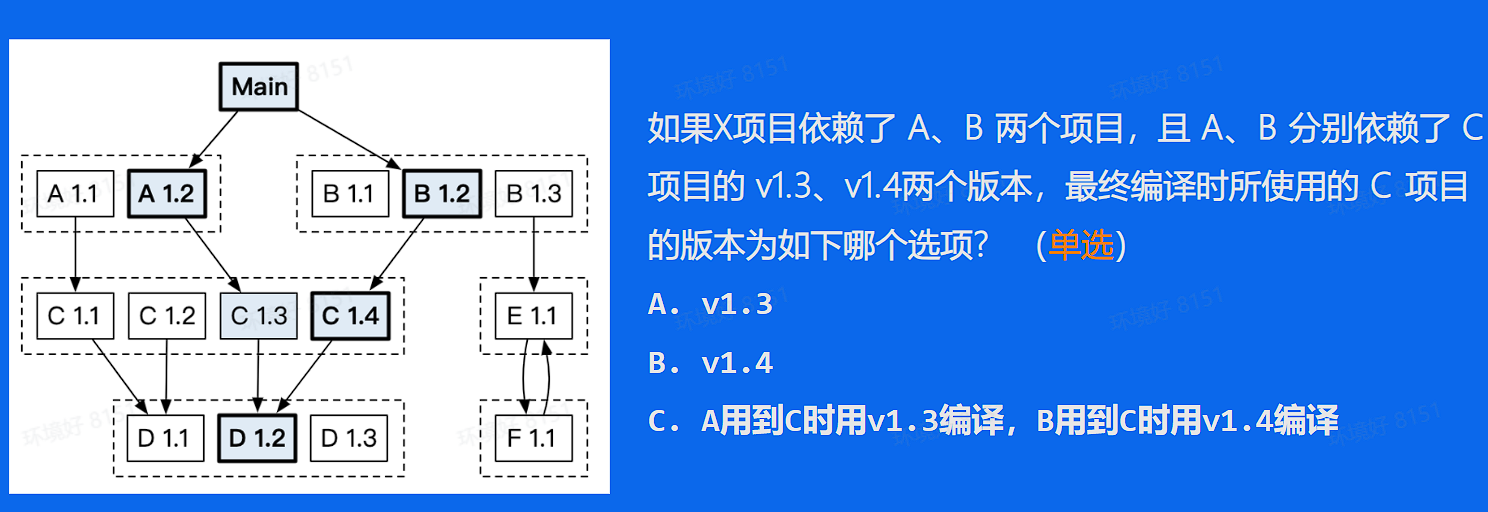 Main
A 1.1
A 1.2
B 1.1
B 1.2
B 1.3
C 1.1
C 1.2
C 1.3
C 1.4
E 1.1
D 1.1
D 1.2
D 1.3
F 1.1
如果X项目依赖了 A、B 两个项目，且 A、B 分别依赖了 C
项目的 v1.3、v1.4两个版本，最终编译时所使用的 C 项目
的版本为如下哪个选项? （单选）
A. v1.3
B. v1.4
C. A用到C时用v1.3编译，B用到C时用v1.4编译
环境好 8151